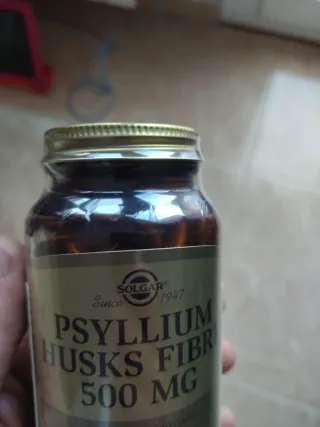 SOLGAR®
Since 1947
PSYLLIUM
HUSKS FIBR
500 MG